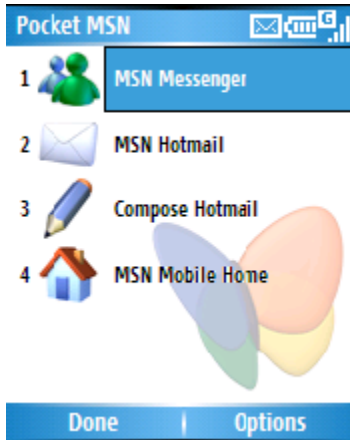 Pocket MSN G
1 MSN Messenger
2 MSN Hotmail
3 Compose Hotmail
4 MSN Mobile Home
Done Options